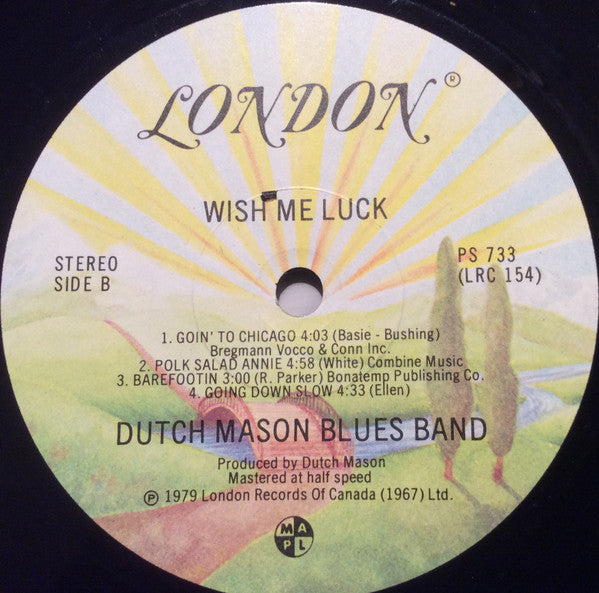 LONDON®
WISH ME LUCK
STEREO
SIDE B
PS 733
(LRC 154)
1. GOIN' TO CHICAGO 4:03 (Basie - Bushing)
Bregmann Vocco & Conn Inc.
2. POLK SALAD ANNIE 4:58 (White) Combine Music
3. BAREFOOTIN 3:00 (R. Parker) Bonatemp Publishing Co.
4. GOING DOWN SLOW 4:33 (Ellen)
DUTCH MASON BLUES BAND
Produced by Dutch Mason
Mastered at half speed
℗ 1979 London Records Of Canada (1967) Ltd.
M A
P L